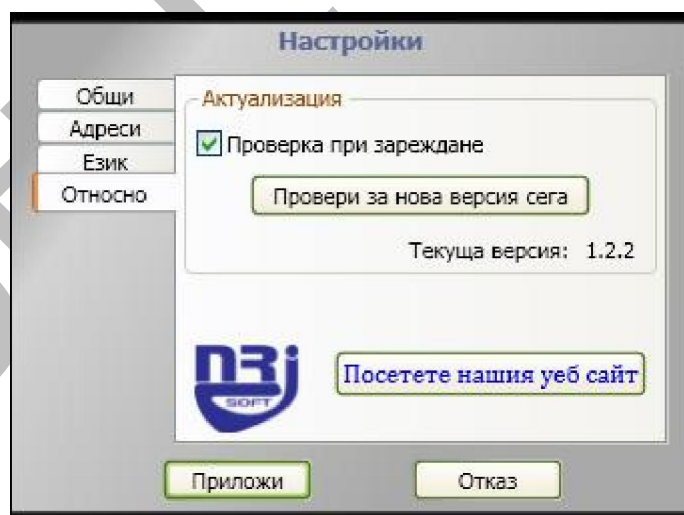 Настройки
Общи
Адреси
Език
Относно
Актуализация
Проверка при зареждане
Провери за нова версия сега
Текуща версия: 1.2.2
nRj
SOFT
Посетете нашия уеб сайт
Приложи
Отказ